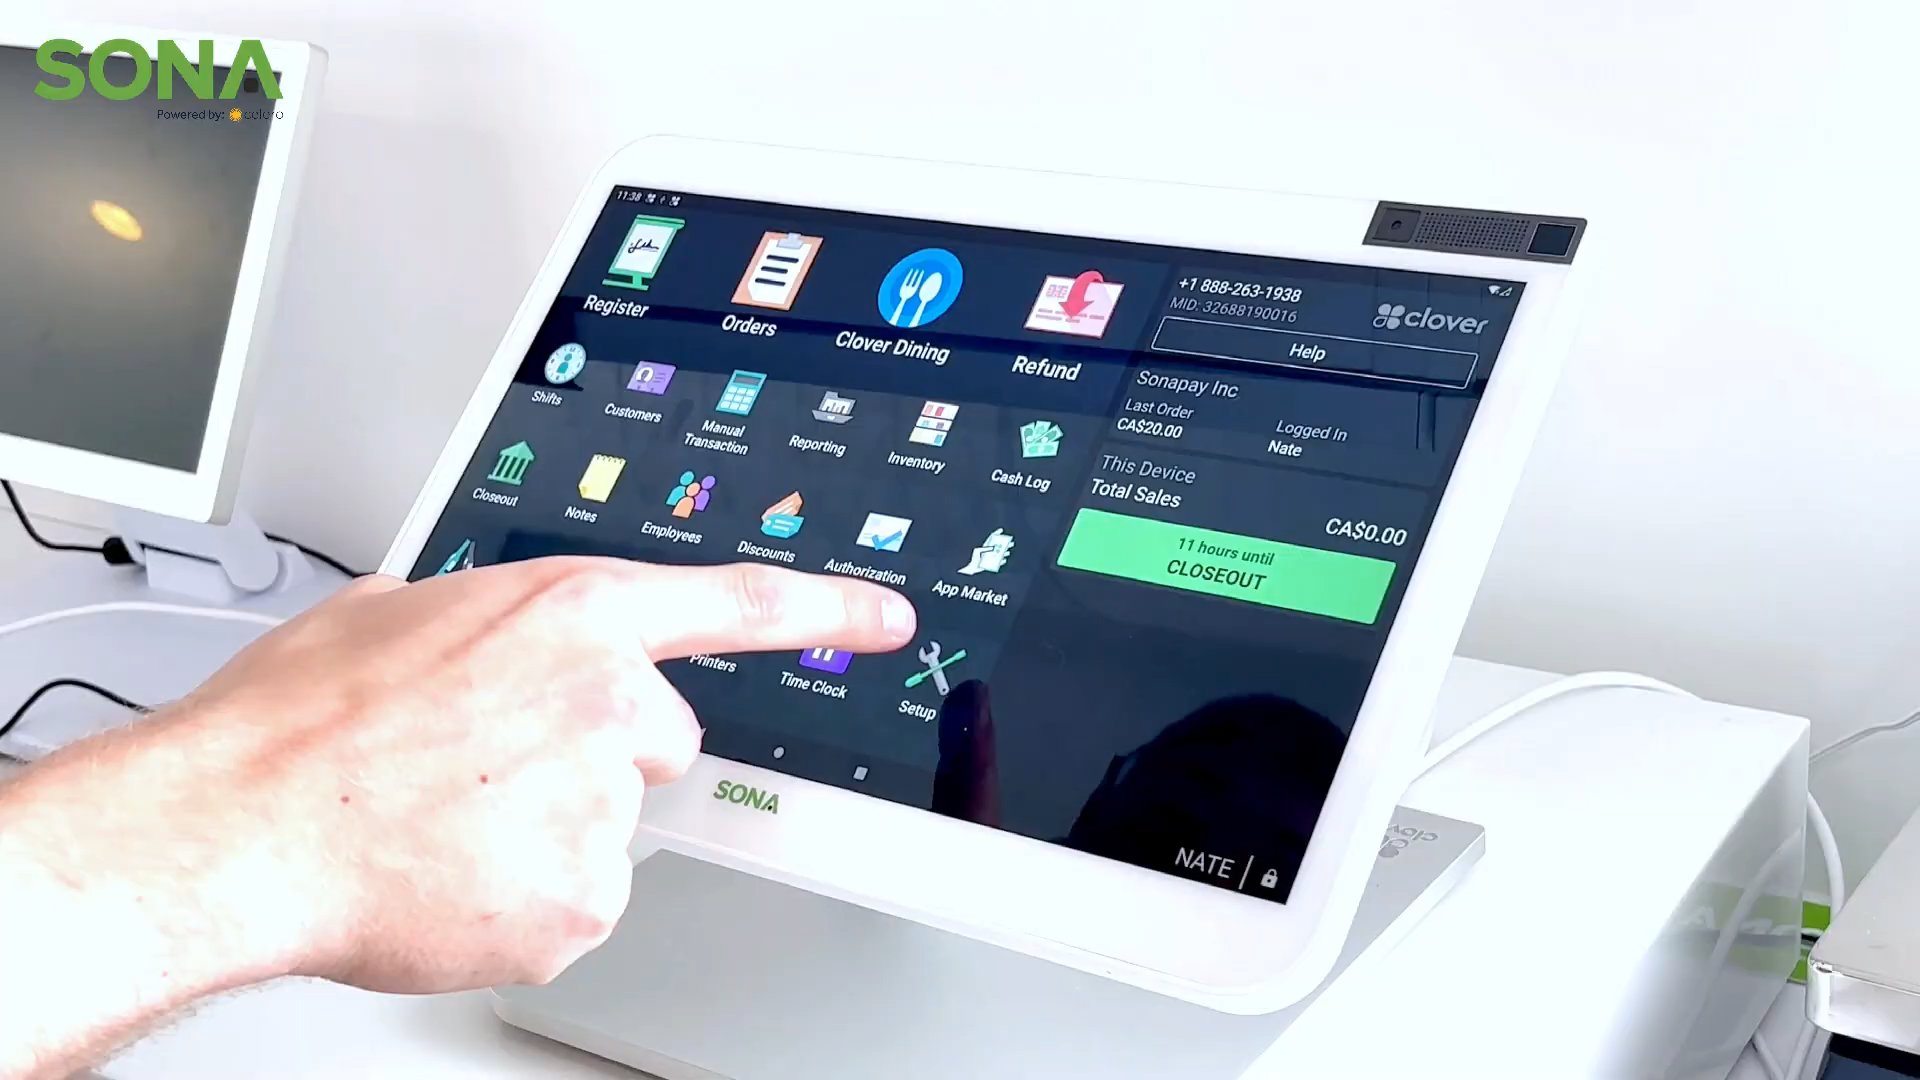 SONA
Powered by: celero
11:38
Register
Orders
Clover Dining
Refund
Shifts
Customers
Manual
Transaction
Reporting
Inventory
Cash Log
Closeout
Notes
Employees
Discounts
Authorization
App Market
Printers
Time Clock
Setup
+1 888-263-1938
MID: 32688190016
clover
Help
Sonapay Inc
Last Order
CA$20.00
Logged In
Nate
This Device
Total Sales
CA$0.00
11 hours until
CLOSEOUT
NATE
SONA
clover